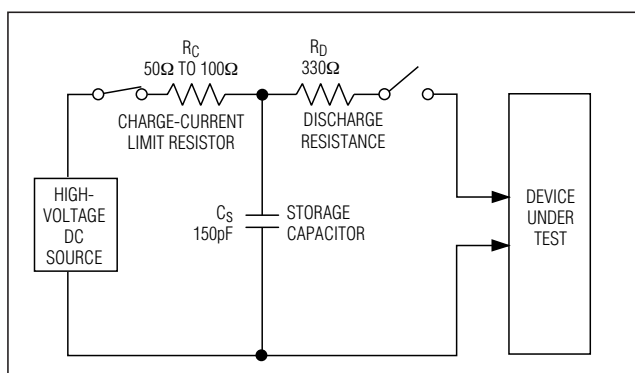 R_C
50Ω TO 100Ω
CHARGE-CURRENT
LIMIT RESISTOR
R_D
330Ω
DISCHARGE
RESISTANCE
HIGH-
VOLTAGE
DC
SOURCE
C_S
150pF
STORAGE
CAPACITOR
DEVICE
UNDER
TEST